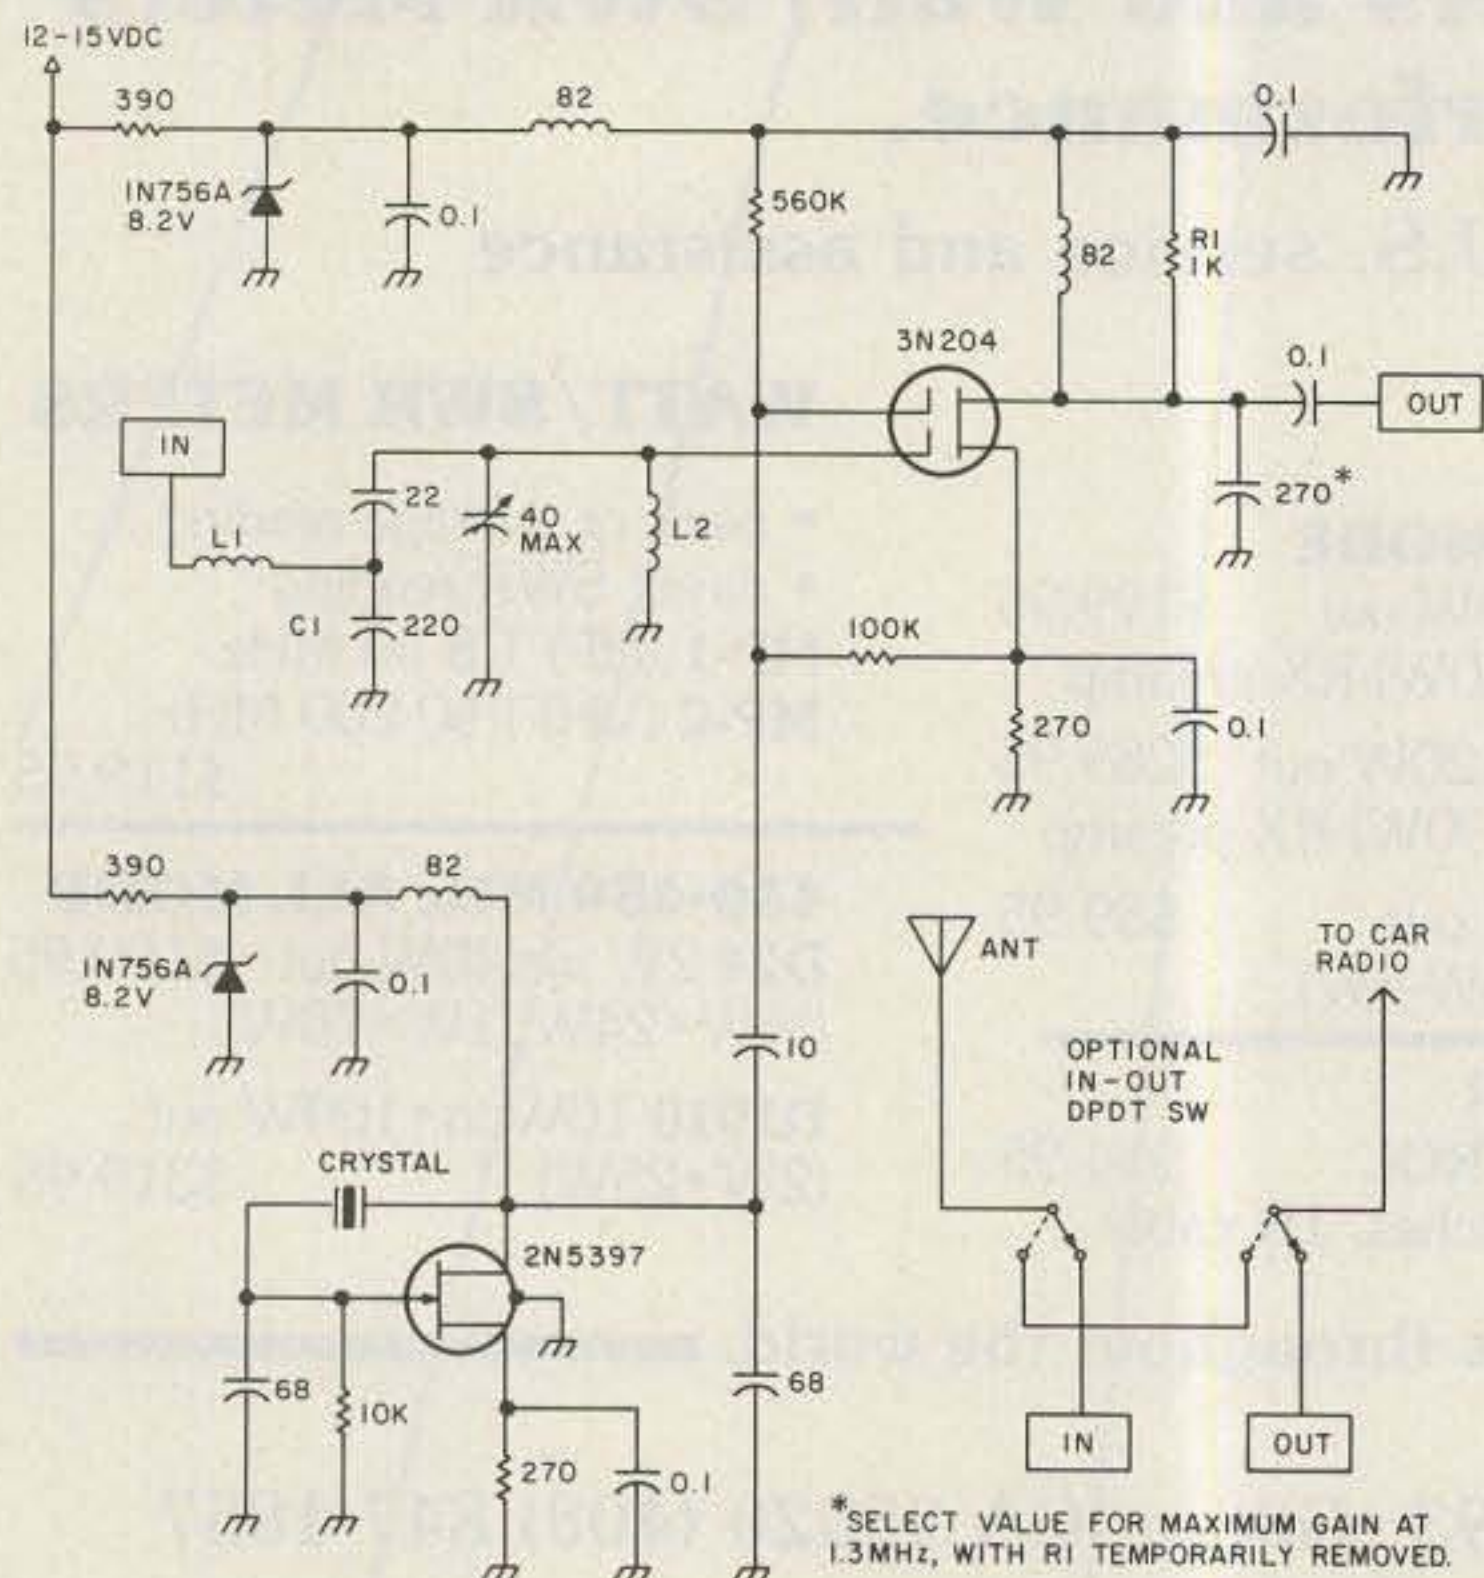 12-15VDC
390
82
0.1
1N756A
8.2V
0.1
560K
82
R1
1K
3N204
0.1
OUT
IN
22
40
MAX
L2
270*
L1
C1
220
100K
270
0.1
390
82
1N756A
8.2V
0.1
ANT
TO CAR
RADIO
10
OPTIONAL
IN-OUT
DPDT SW
CRYSTAL
2N5397
68
10K
68
270
0.1
IN
OUT
*SELECT VALUE FOR MAXIMUM GAIN AT
1.3MHz, WITH R1 TEMPORARILY REMOVED.